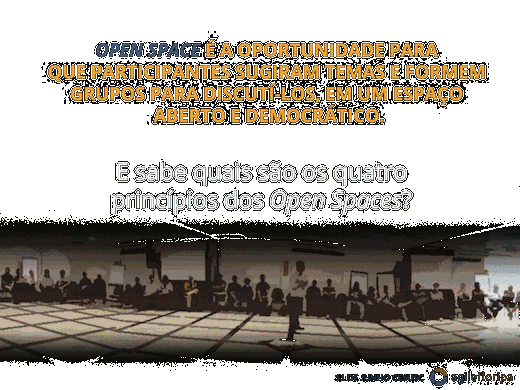 OPEN SPACE É A OPORTUNIDADE PARA
QUE PARTICIPANTES SUGIRAM TEMAS E FORMEM
GRUPOS PARA DISCUTI-LOS, EM UM ESPAÇO
ABERTO E DEMOCRÁTICO.
E sabe quais são os quatro
princípios dos Open Spaces?